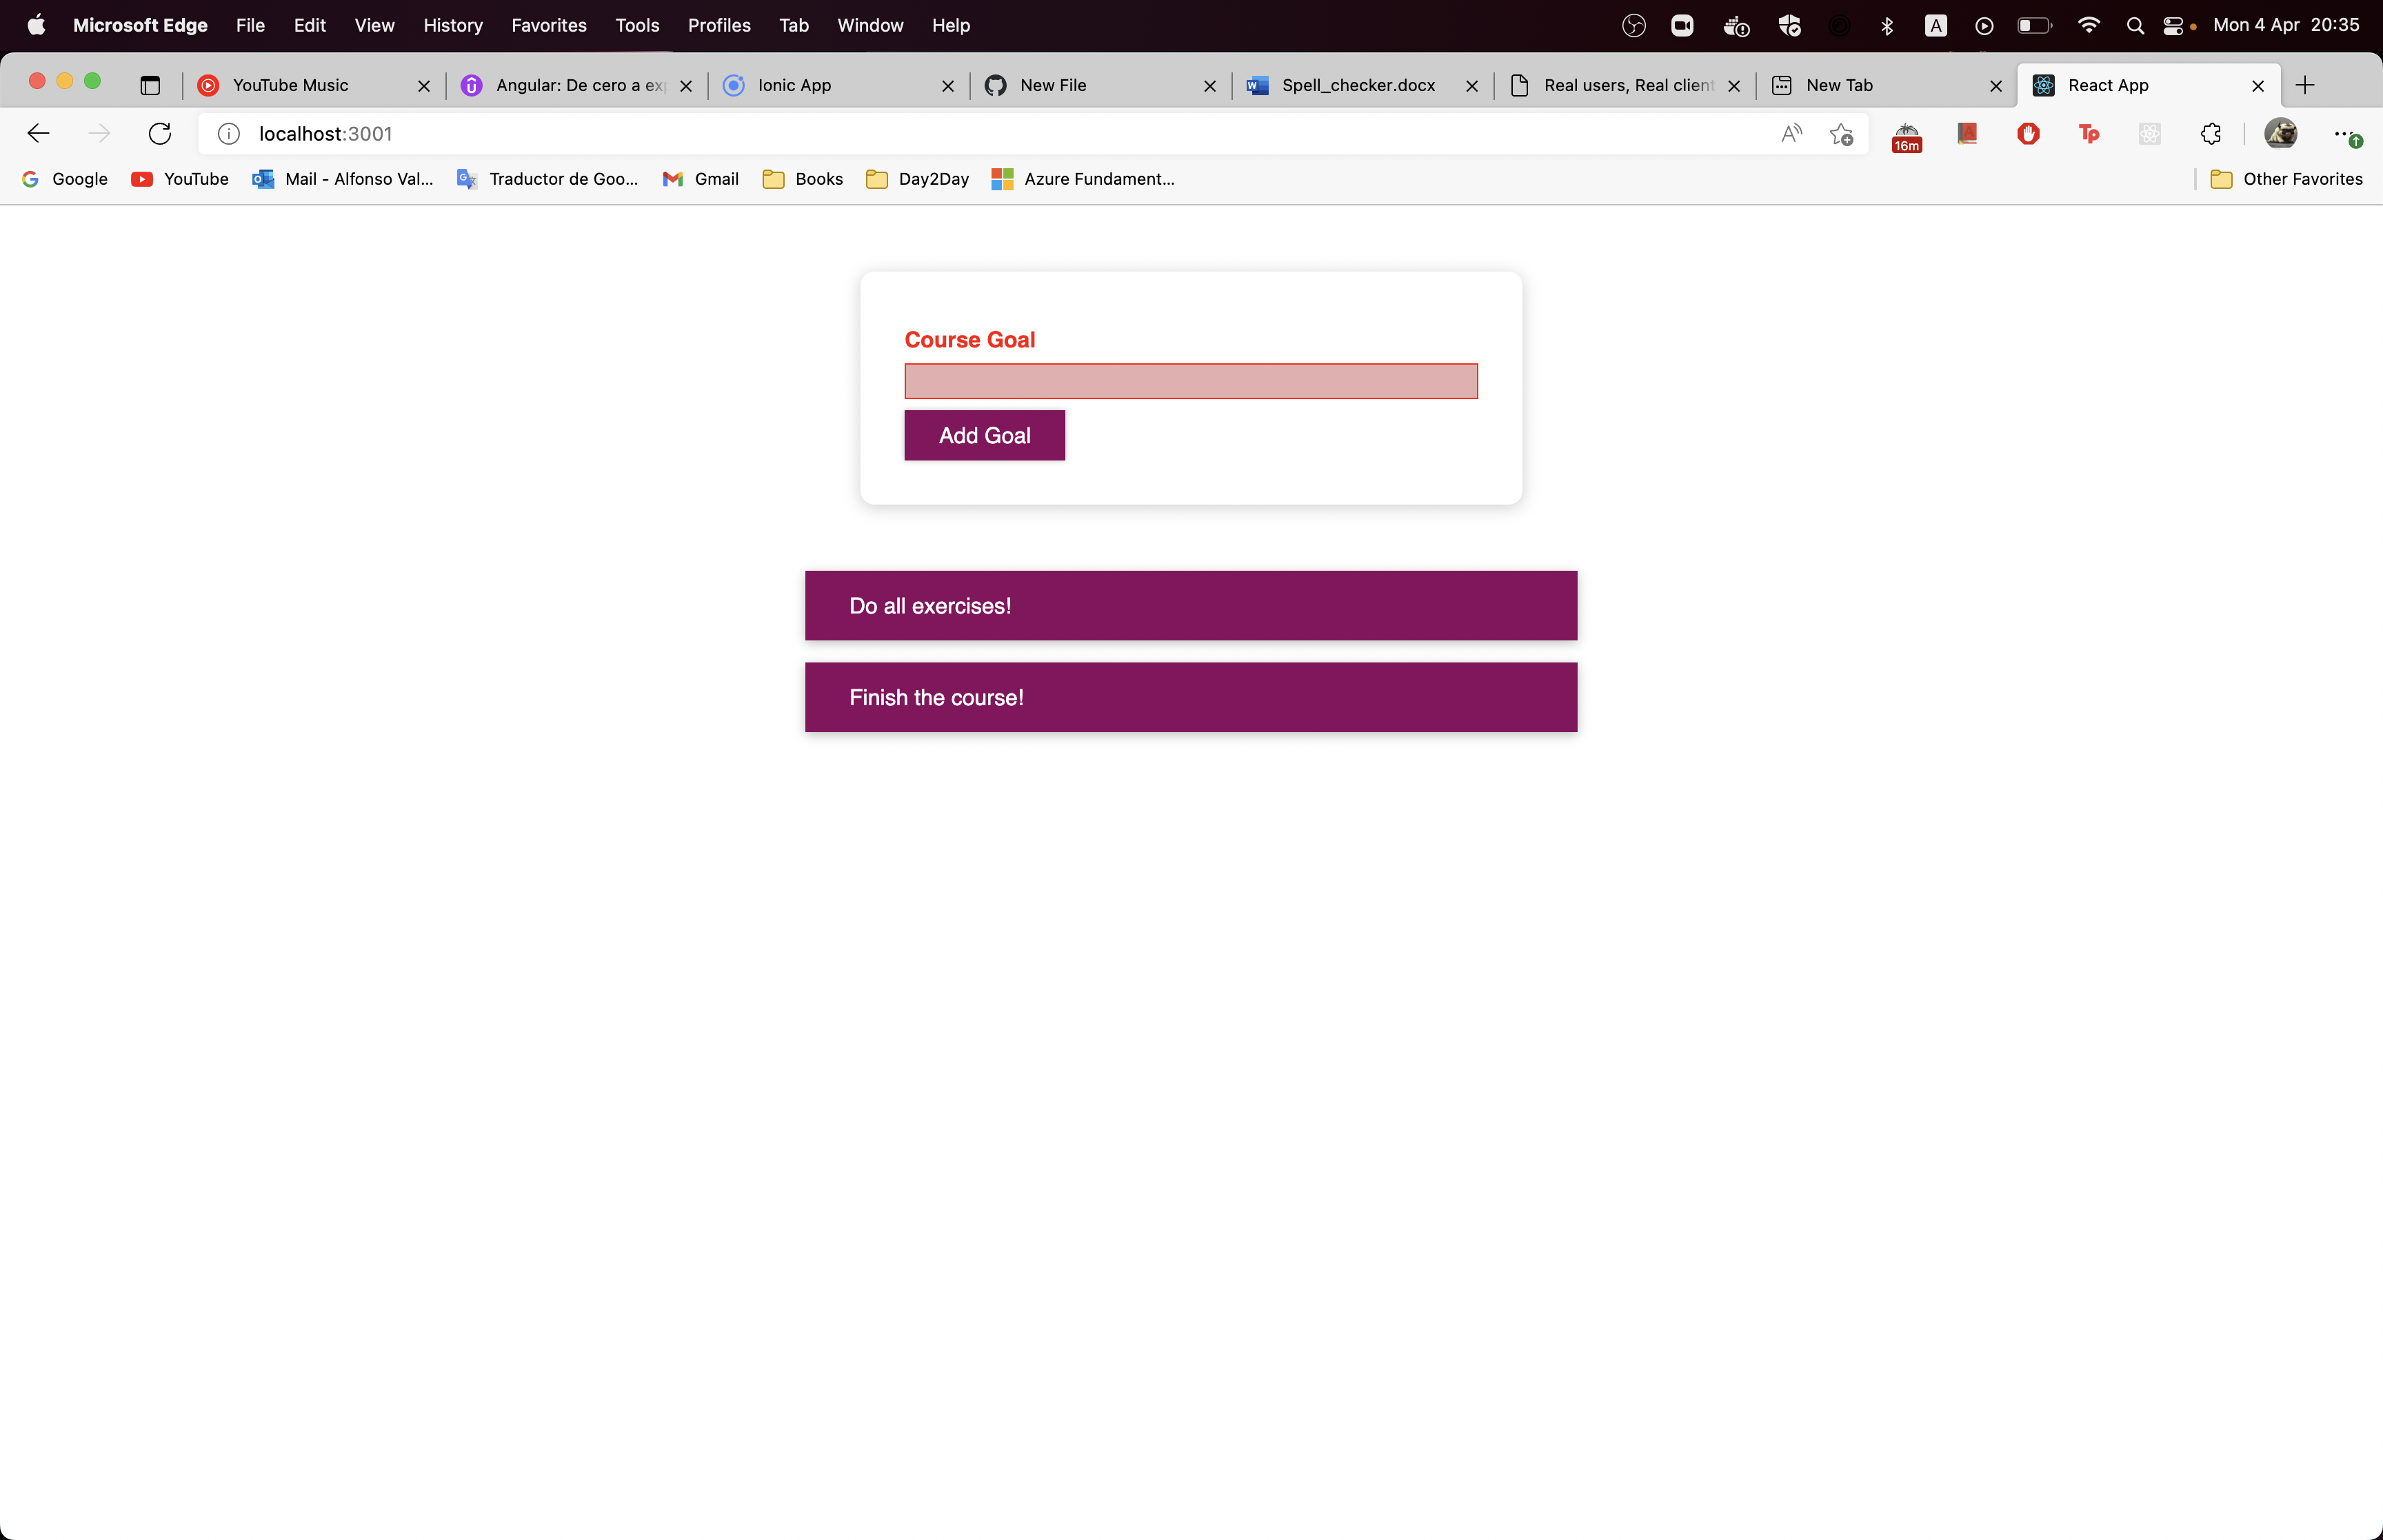 Microsoft Edge File Edit View History Favorites Tools Profiles Tab Window Help A Mon 4 Apr 20:35
YouTube Music Angular: De cero a exp Ionic App New File Spell_checker.docx Real users, Real client New Tab React App
localhost:3001 16m Tp
Google YouTube Mail - Alfonso Val... Traductor de Goo... Gmail Books Day2Day Azure Fundament... Other Favorites
Course Goal
Add Goal
Do all exercises!
Finish the course!